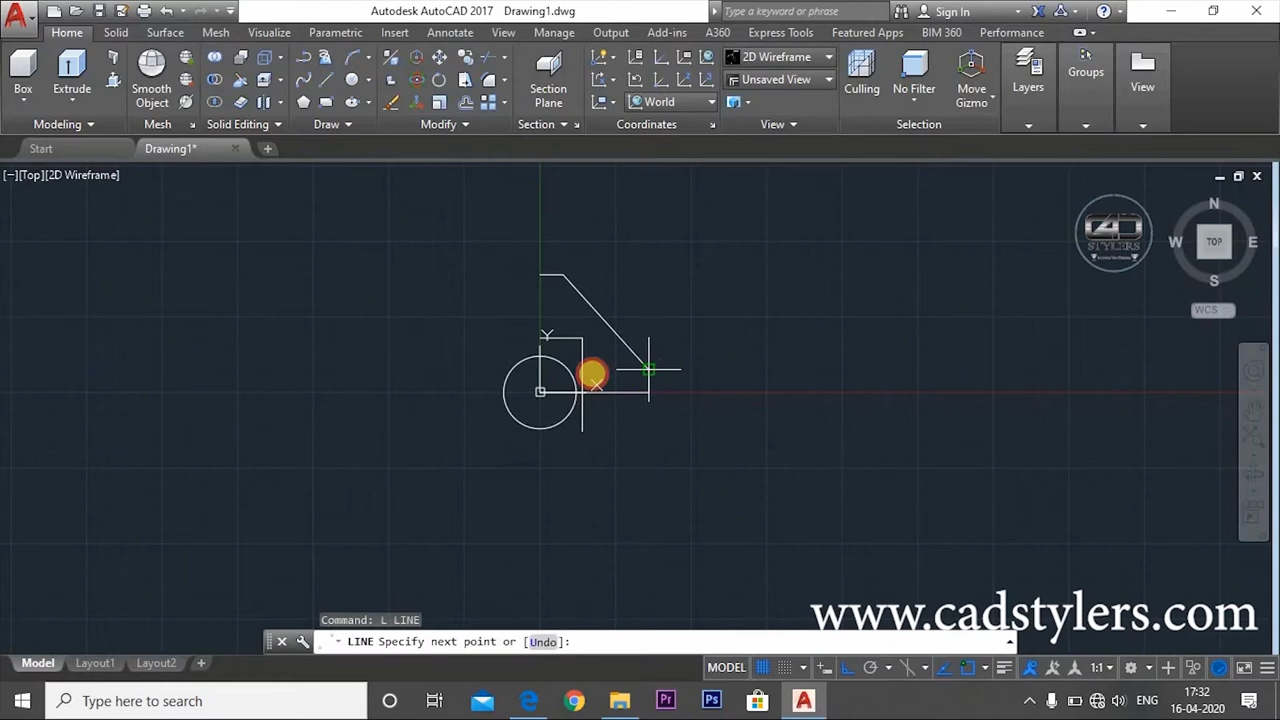 Autodesk AutoCAD 2017 Drawing1.dwg
Type a keyword or phrase
Sign In
Home Solid Surface Mesh Visualize Parametric Insert Annotate View Manage Output Add-ins A360 Express Tools Featured Apps BIM 360 Performance
Box
Extrude
Smooth Object
Section Plane
2D Wireframe
Unsaved View
World
Culling
No Filter
Move Gizmo
Layers
Groups
View
Modeling
Mesh
Solid Editing
Draw
Modify
Section
Coordinates
View
Selection
Start
Drawing1*
[−][Top][2D Wireframe]
N
W TOP E
S
WCS
CAD
STYLERS
Y
X
www.cadstylers.com
Command: L LINE
LINE Specify next point or [Undo]:
Model Layout1 Layout2
MODEL
1:1
Type here to search
Pr
Ps
ENG
17:32
16-04-2020